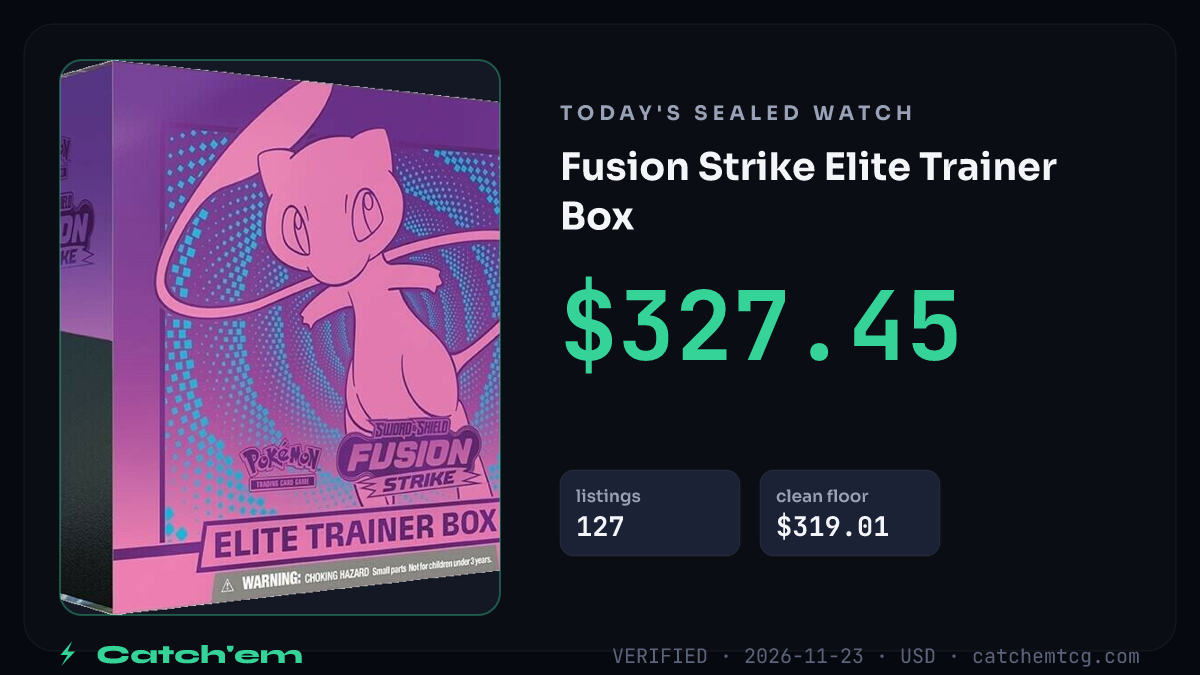 TODAY'S SEALED WATCH
Fusion Strike Elite Trainer
Box
$327.45
listings
127
clean floor
$319.01
ON
KE
Pokémon
TRADING CARD GAME
SWORD & SHIELD
FUSION
STRIKE
ELITE TRAINER BOX
WARNING: CHOKING HAZARD Small parts Not for children under 3 years.
Catch'em
VERIFIED · 2026-11-23 · USD · catchemtcg.com